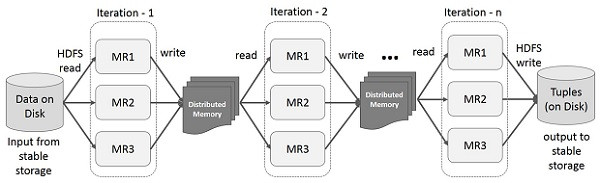 Iteration - 1
Iteration - 2
Iteration - n
HDFS
read
MR1
MR2
MR3
write
Data on
Disk
Input from
stable
storage
Distributed
Memory
read
MR1
MR2
MR3
write
...
Distributed
Memory
read
MR1
MR2
MR3
HDFS
write
Tuples
(on Disk)
output to
stable
storage